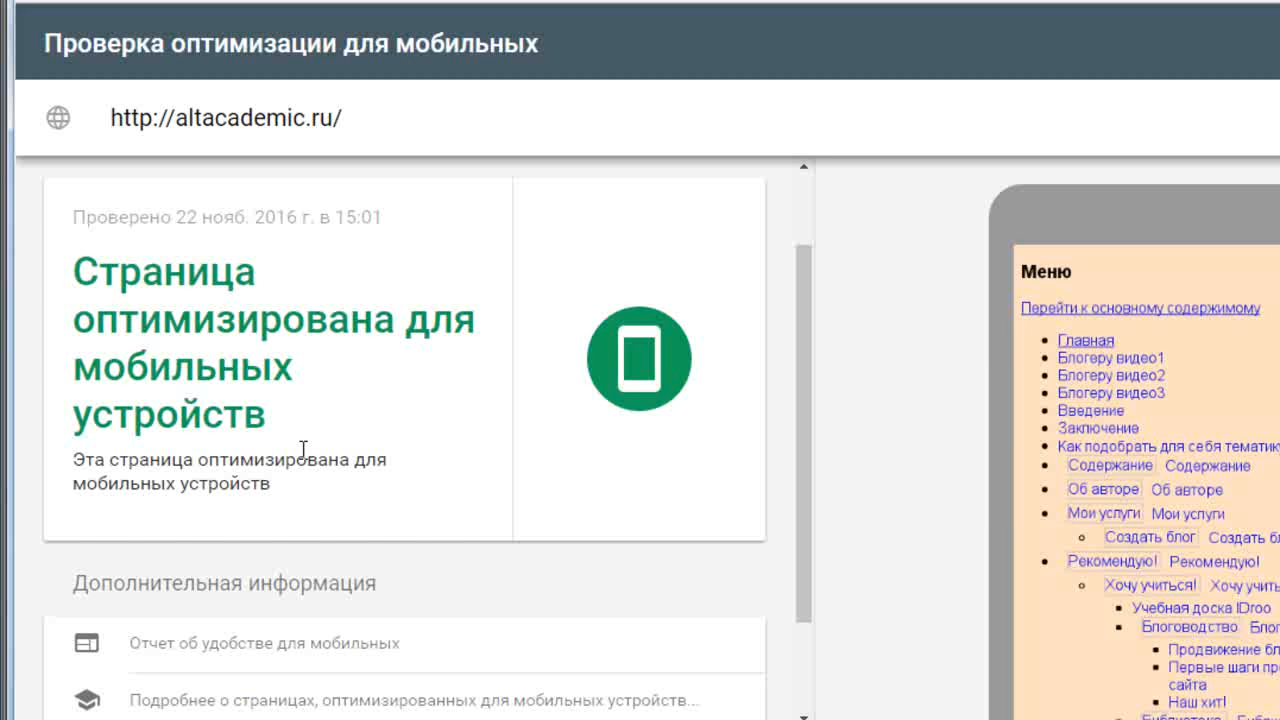 Проверка оптимизации для мобильных
http://altacademic.ru/
Проверено 22 нояб. 2016 г. в 15:01
Страница
оптимизирована для
мобильных
устройств
Эта страница оптимизирована для
мобильных устройств
Дополнительная информация
Отчет об удобстве для мобильных
Подробнее о страницах, оптимизированных для мобильных устройств...
Меню
Перейти к основному содержимому
Главная
Блогеру видео1
Блогеру видео2
Блогеру видео3
Введение
Заключение
Как подобрать для себя тематик
Содержание Содержание
Об авторе Об авторе
Мои услуги Мои услуги
Создать блог Создать бл
Рекомендую! Рекомендую!
Хочу учиться! Хочу учить
Учебная доска IDroo
Блоговодство Блог
Продвижение бл
Первые шаги пр
сайта
Наш хит!